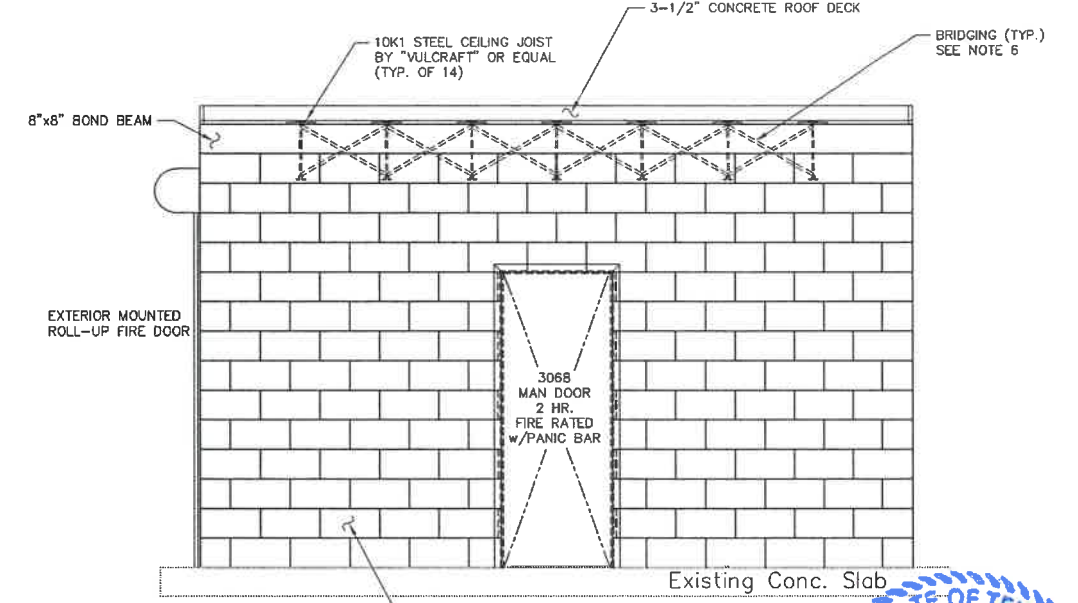 3-1/2" CONCRETE ROOF DECK
10K1 STEEL CEILING JOIST
BY "VULCRAFT" OR EQUAL
(TYP. OF 14)
BRIDGING (TYP.)
SEE NOTE 6
8"x8" BOND BEAM
EXTERIOR MOUNTED
ROLL-UP FIRE DOOR
3068
MAN DOOR
2 HR.
FIRE RATED
w/PANIC BAR
Existing Conc. Slab
OF